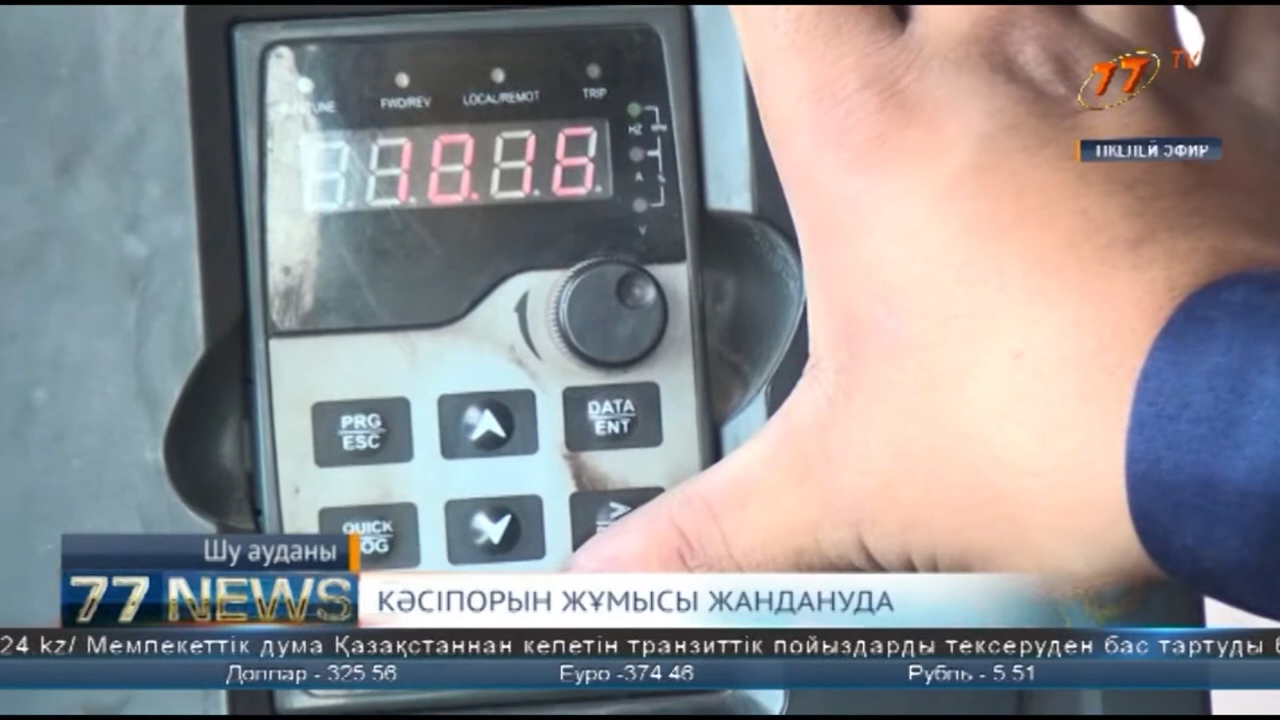 77 TV
ТІКЕЛЕЙ ЭФИР
FWD/REV LOCAL/REMOT TRIP
HZ
A
V
10.16
PRG
ESC
DATA
ENT
QUICK
Шу ауданы
77 NEWS
КӘСІПОРЫН ЖҰМЫСЫ ЖАНДАНУДА
24 kz/ Мемлекеттік дума Қазақстаннан келетін транзиттік пойыздарды тексеруден бас тартуды
Доллар - 325.56 Еуро -374.46 Рубль - 5.51